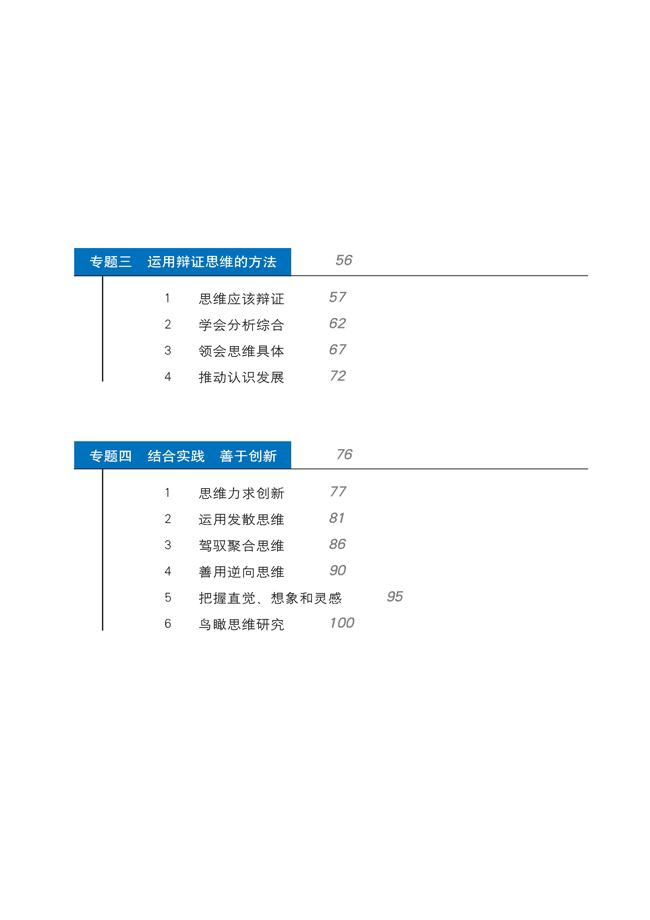 专题三 运用辩证思维的方法 56
1 思维应该辩证 57
2 学会分析综合 62
3 领会思维具体 67
4 推动认识发展 72
专题四 结合实践 善于创新 76
1 思维力求创新 77
2 运用发散思维 81
3 驾驭聚合思维 86
4 善用逆向思维 90
5 把握直觉、想象和灵感 95
6 鸟瞰思维研究 100